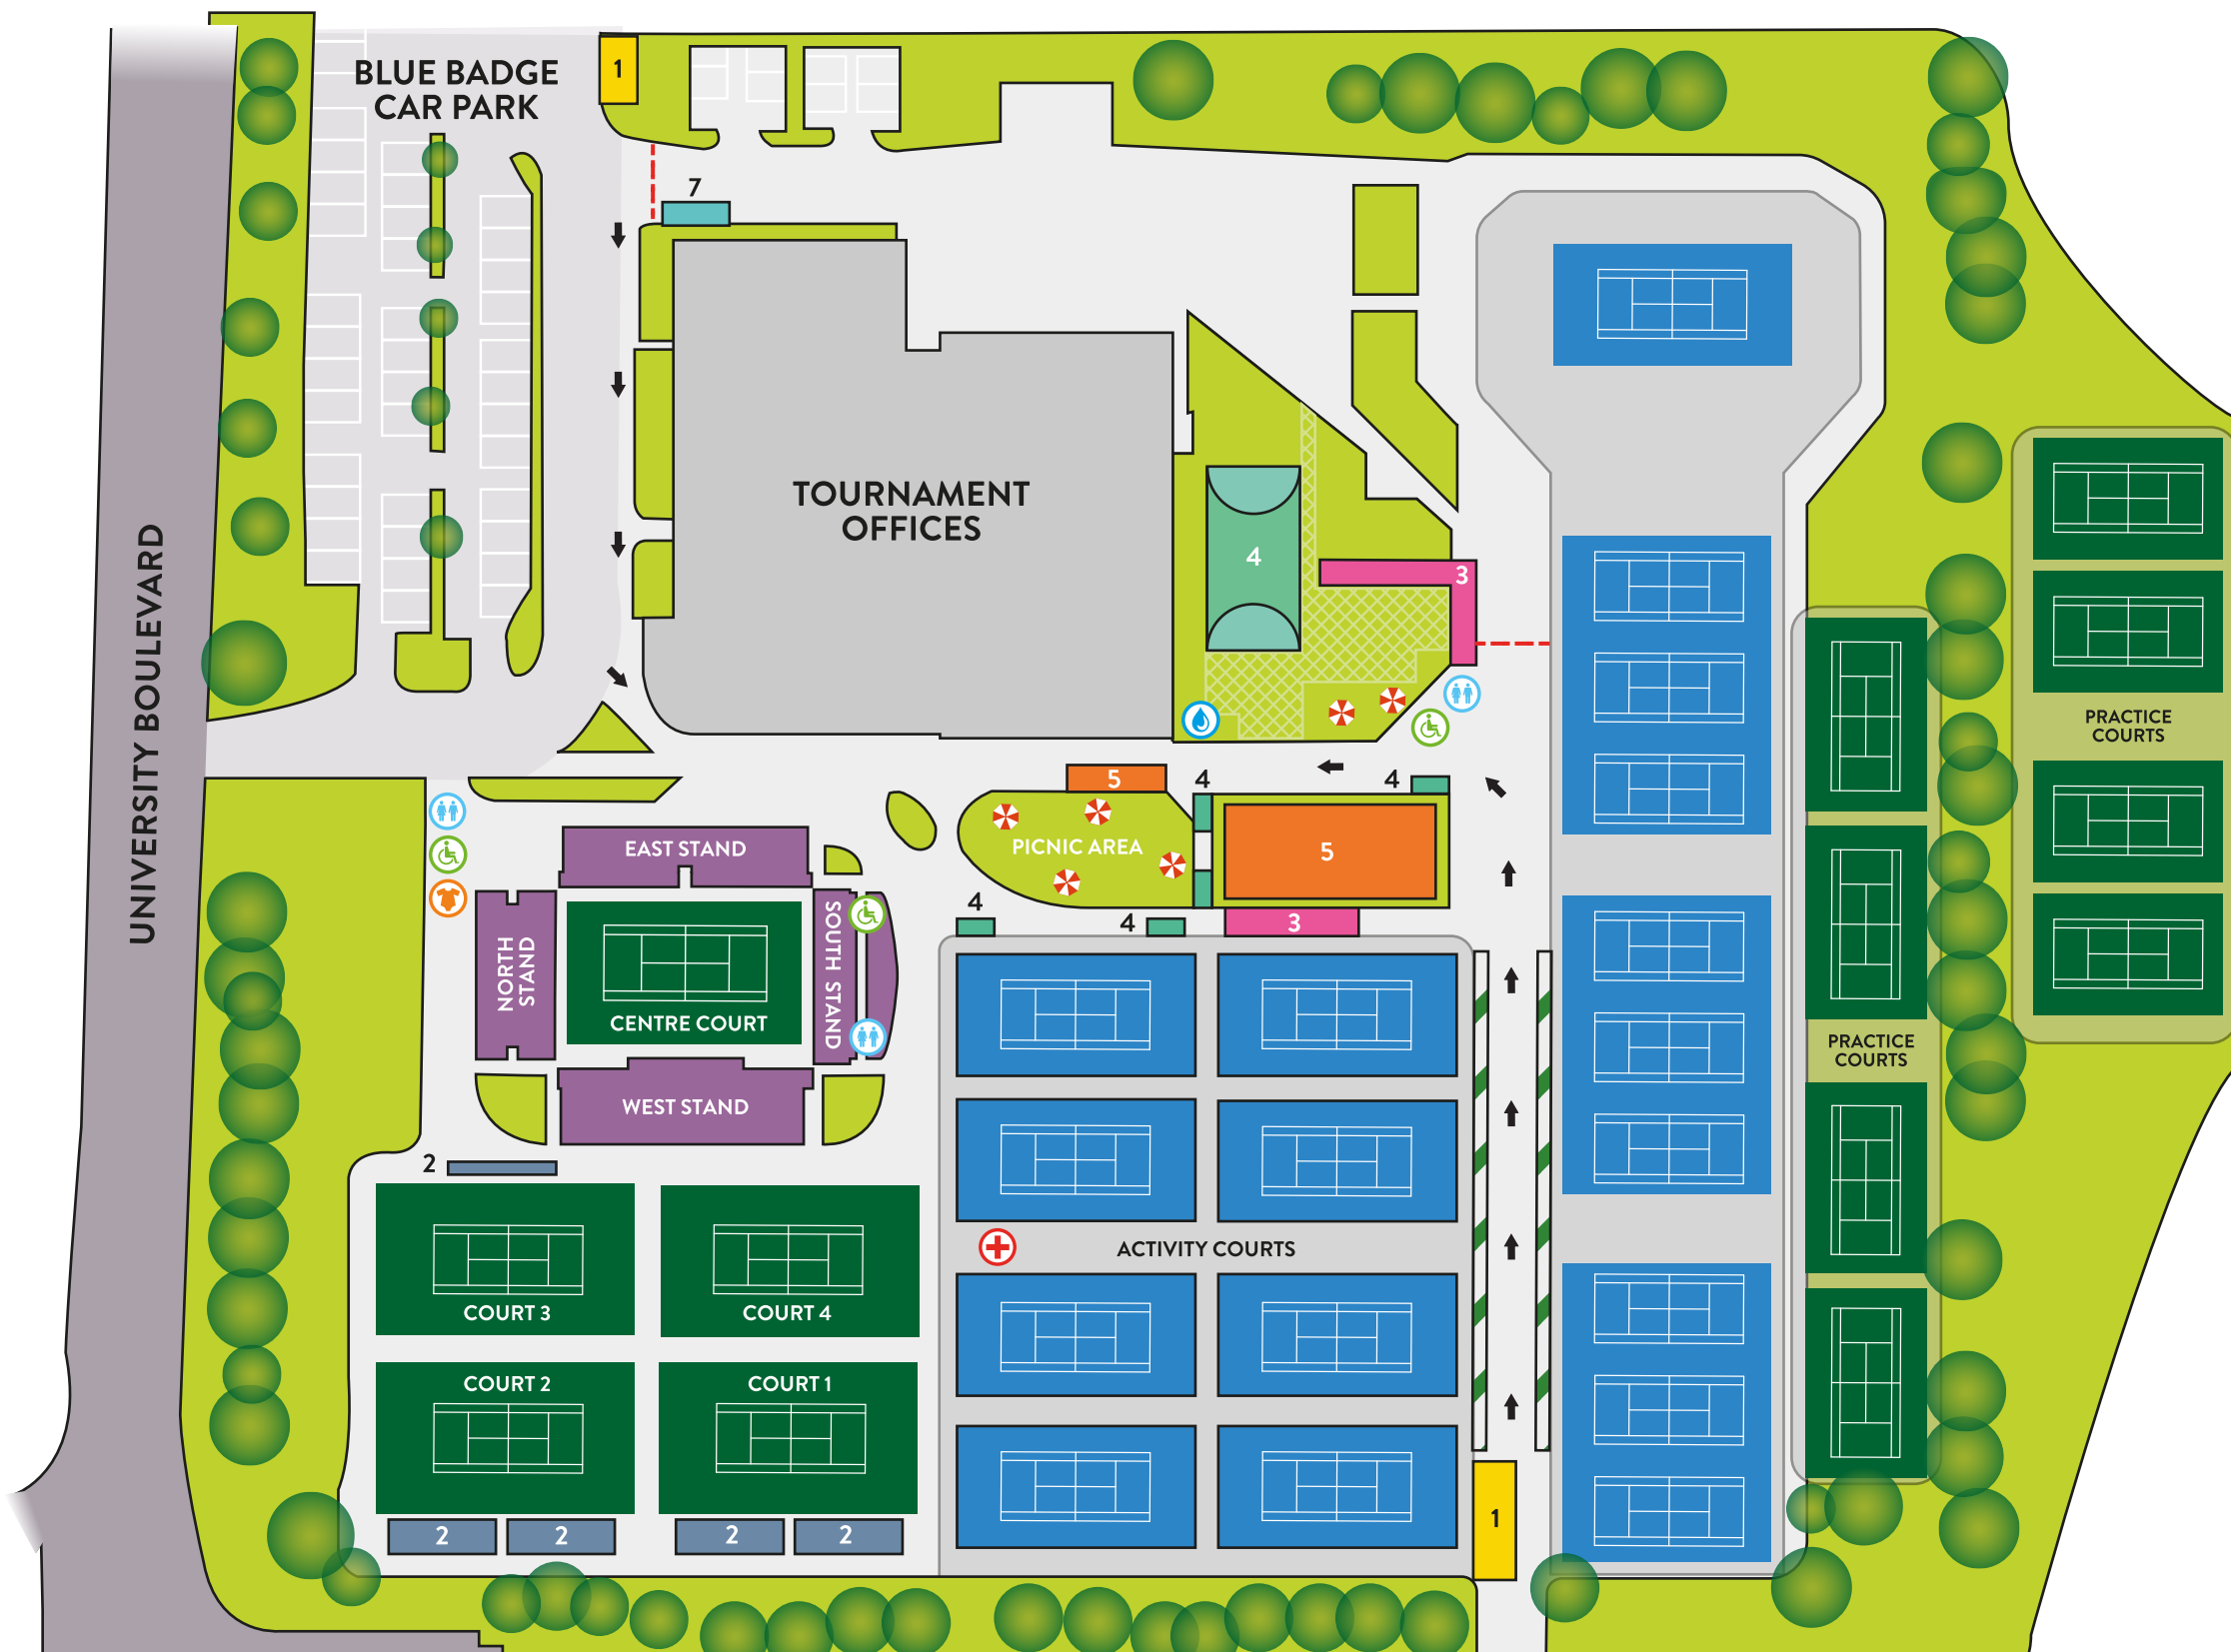 1
BLUE BADGE
CAR PARK
7
TOURNAMENT
OFFICES
4
3
UNIVERSITY BOULEVARD
PRACTICE
COURTS
5
4
4
PICNIC AREA
5
EAST STAND
4
4
3
NORTH
STAND
SOUTH STAND
CENTRE COURT
PRACTICE
COURTS
WEST STAND
2
ACTIVITY COURTS
COURT 3
COURT 4
COURT 2
COURT 1
1
2
2
2
2